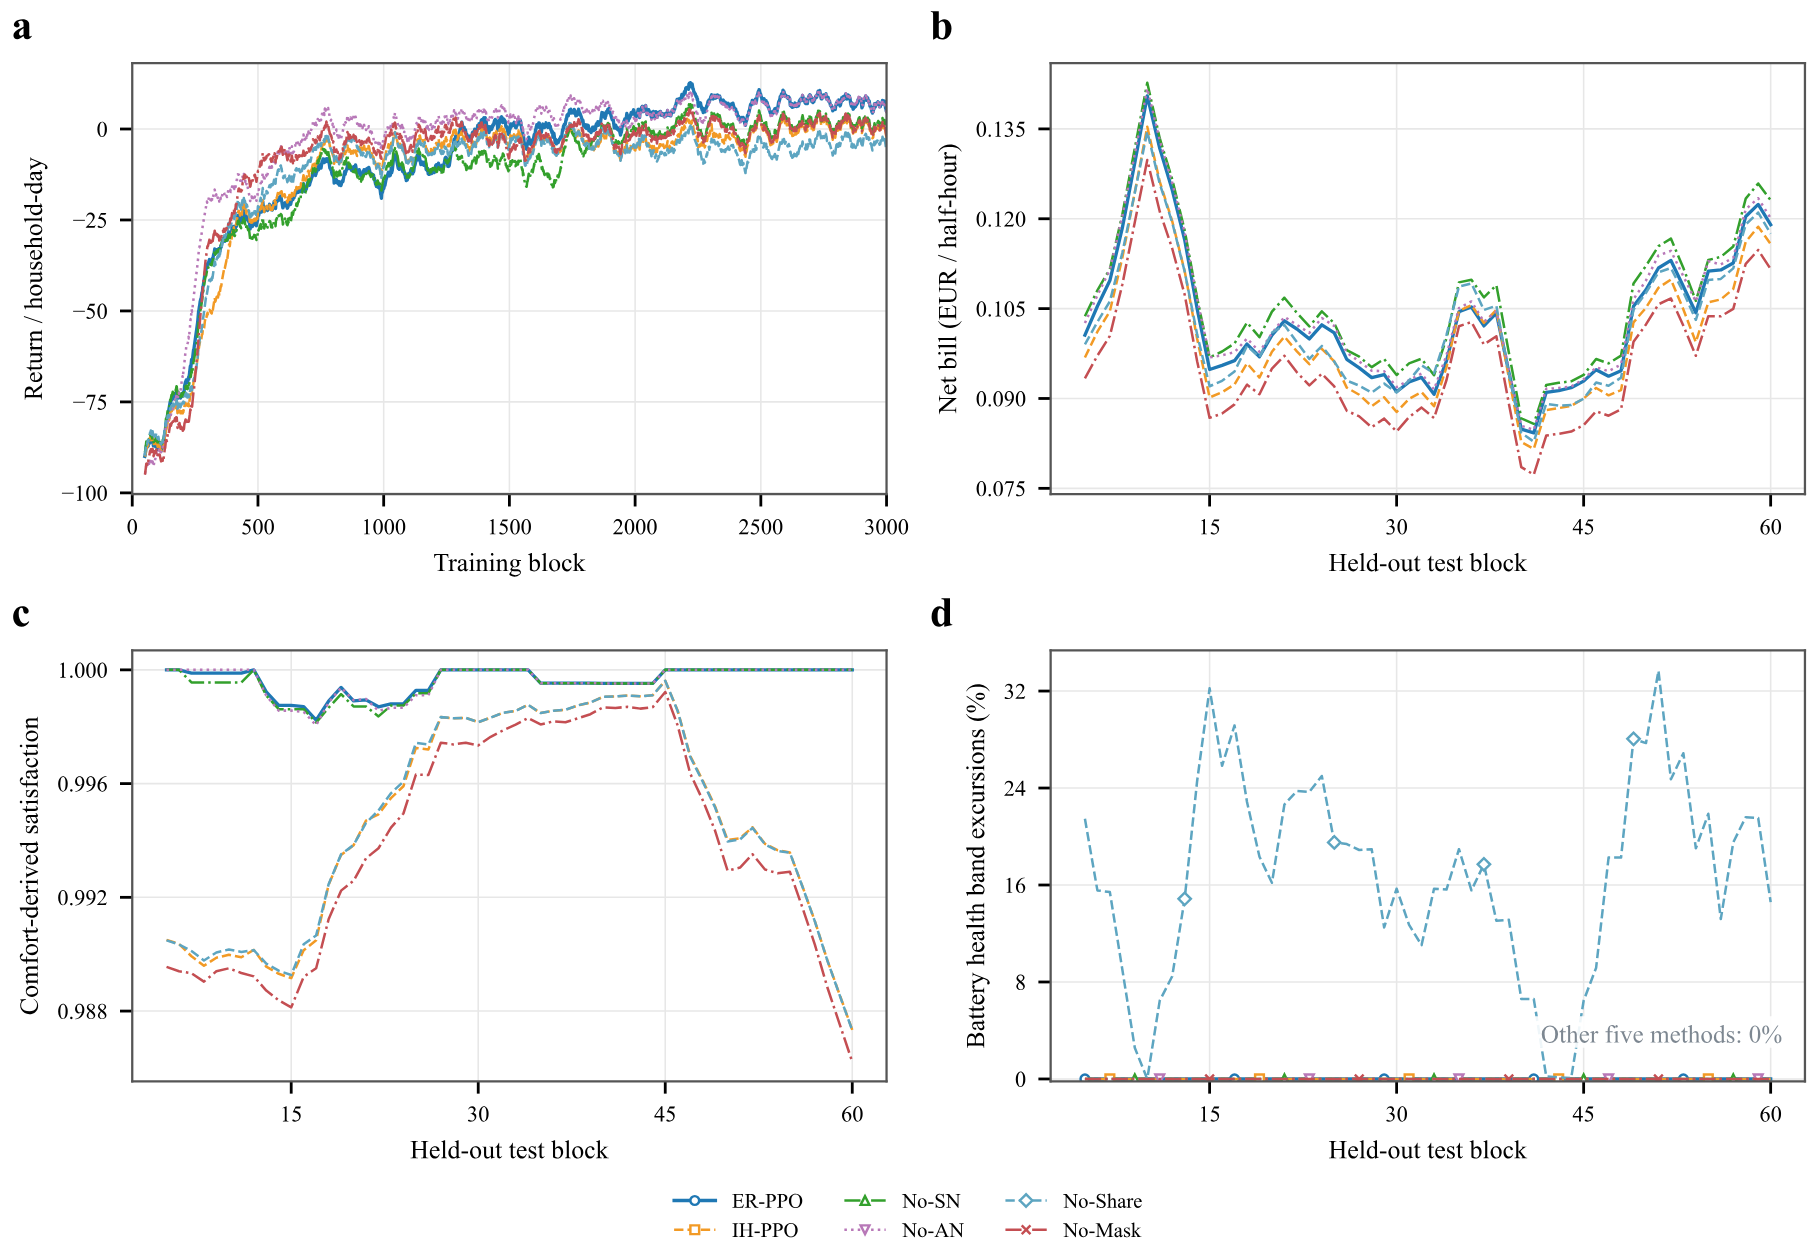 a
b
0
−25
−50
−75
−100
Return / household-day
0
500
1000
1500
2000
2500
3000
Training block
0.135
0.120
0.105
0.090
0.075
Net bill (EUR / half-hour)
15
30
45
60
Held-out test block
c
d
1.000
0.996
0.992
0.988
Comfort-derived satisfaction
15
30
45
60
Held-out test block
32
24
16
8
0
Battery health band excursions (%)
Other five methods: 0%
15
30
45
60
Held-out test block
ER-PPO
No-SN
No-Share
IH-PPO
No-AN
No-Mask